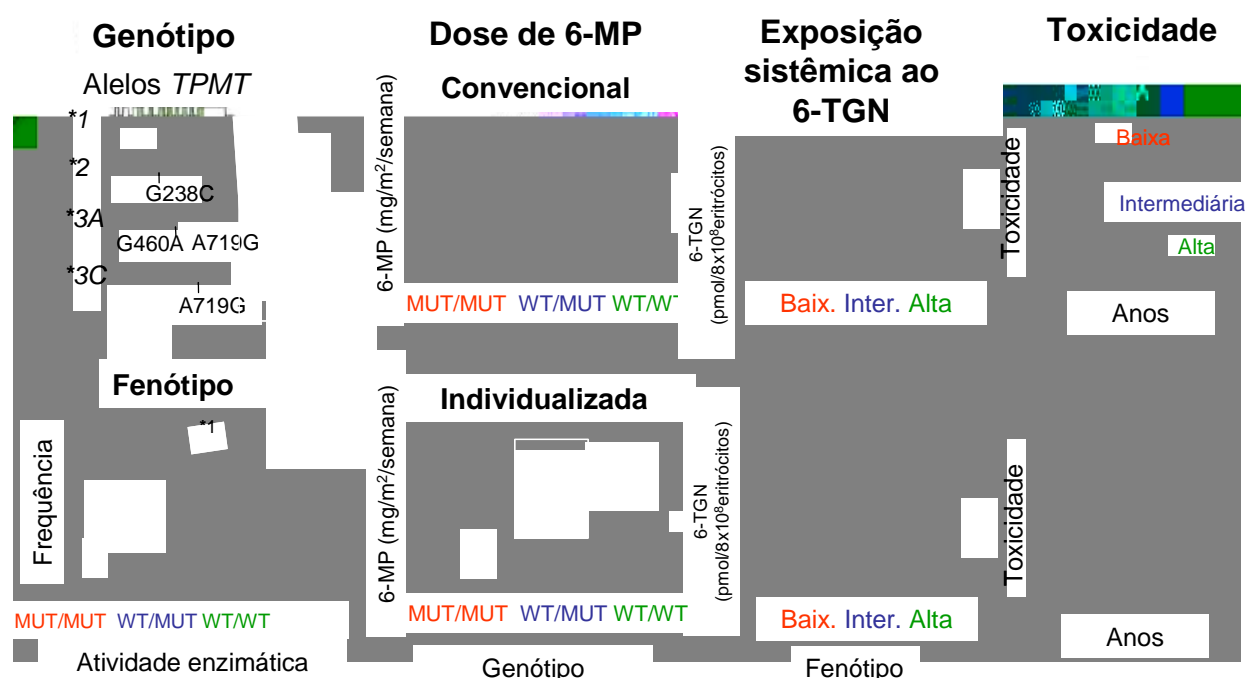 Genótipo
Alelos TPMT
*1
*2
G238C
*3A
G460A A719G
*3C
A719G
Fenótipo
*1
Frequência
MUT/MUT WT/MUT WT/WT
Atividade enzimática
Dose de 6-MP
Convencional
6-MP (mg/m²/semana)
MUT/MUT WT/MUT WT/WT
Individualizada
6-MP (mg/m²/semana)
MUT/MUT WT/MUT WT/WT
Genótipo
Exposição
sistêmica ao
6-TGN
6-TGN
(pmol/8x10⁸eritrócitos)
Baix. Inter. Alta
6-TGN
(pmol/8x10⁸eritrócitos)
Baix. Inter. Alta
Fenótipo
Toxicidade
Toxicidade
Baixa
Intermediária
Alta
Anos
Toxicidade
Anos